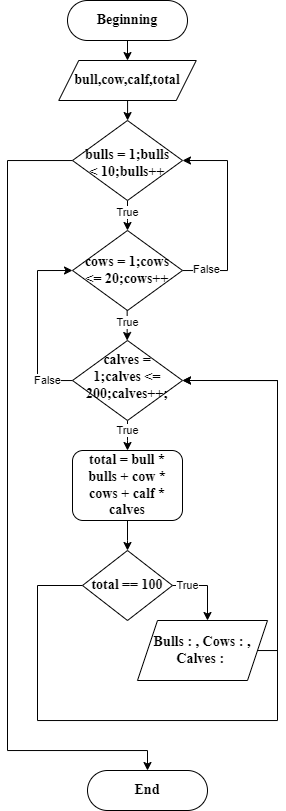 Beginning
bull,cow,calf,total
bulls = 1;bulls
< 10;bulls++
True
cows = 1;cows
<= 20;cows++
False
True
calves =
1;calves <=
200;calves++;
False
True
total = bull *
bulls + cow *
cows + calf *
calves
total == 100
True
Bulls : , Cows : ,
Calves :
End